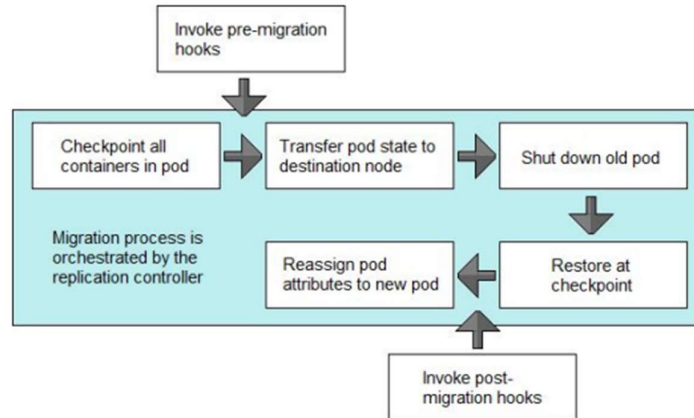 Invoke pre-migration
hooks
Checkpoint all
containers in pod
Transfer pod state to
destination node
Shut down old pod
Migration process is
orchestrated by the
replication controller
Reassign pod
attributes to new pod
Restore at
checkpoint
Invoke post-
migration hooks